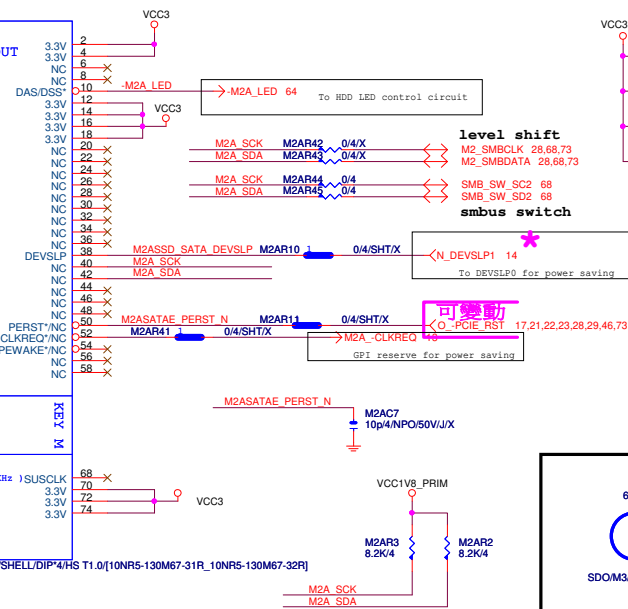 VCC3
VCC3
OUT
3.3V 2
3.3V 4
NC 6
NC 8
DAS/DSS* 10 -M2A_LED -M2A_LED 64 To HDD LED control circuit
3.3V 12
3.3V 14 VCC3
3.3V 16
3.3V 18
level shift
NC 20 M2A_SCK M2AR42 0/4/X M2_SMBCLK 28,68,73
NC 22 M2A_SDA M2AR43 0/4/X M2_SMBDATA 28,68,73
NC 24
NC 26 M2A_SCK M2AR44 0/4 SMB_SW_SC2 68
NC 28 M2A_SDA M2AR45 0/4 SMB_SW_SD2 68
NC 30
smbus switch
NC 32
NC 34
NC 36
DEVSLP 38 M2ASSD_SATA_DEVSLP M2AR10 1 0/4/SHT/X N_DEVSLP1 14
NC 40 M2A_SCK
NC 42 M2A_SDA
To DEVSLP0 for power saving
NC 44
NC 46
NC 48
可變動
PERST*/NC 50 M2ASATAE_PERST_N M2AR11 1 0/4/SHT/X O_-PCIE_RST 17,21,22,23,28,29,46,73
CLKREQ*/NC 52 M2AR41 1 0/4/SHT/X M2A_-CLKREQ
PEWAKE*/NC 54
GPI reserve for power saving
NC 56
NC 58
M2ASATAE_PERST_N
KEY M
M2AC7
10p/4/NPO/50V/J/X
Hz )SUSCLK 68
3.3V 70
3.3V 72 VCC3
3.3V 74
VCC1V8_PRIM
M2AR3
8.2K/4
M2AR2
8.2K/4
6
SDO/M3/
/SHELL/DIP*4/HS T1.0/[10NR5-130M67-31R_10NR5-130M67-32R]
M2A_SCK
M2A_SDA